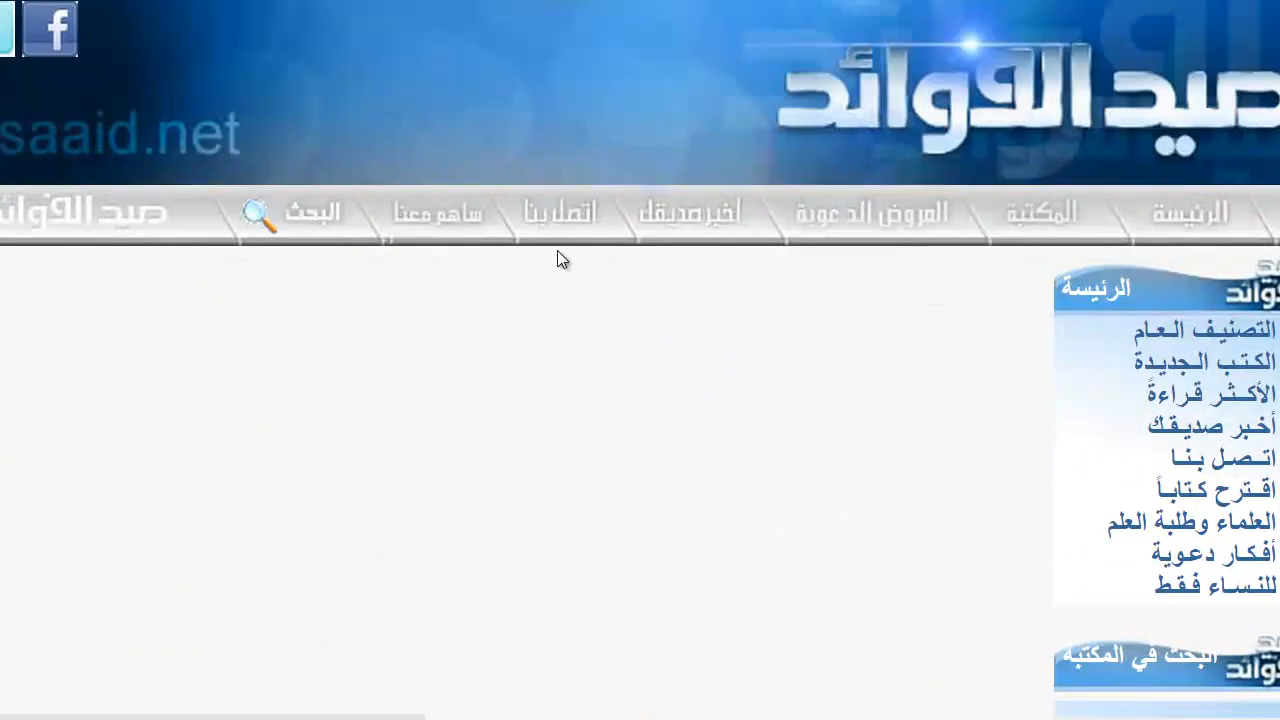 صيد الفوائد
saaid.net
الرئيسة
المكتبة
العروض الدعوية
أخبر صديقك
اتصل بنا
ساهم معنا
البحث
صيد الفوائد
الرئيسة
التصنيف العام
الكتب الجديدة
الأكثر قراءةً
أخبر صديقك
اتصل بنا
اقترح كتاباً
العلماء وطلبة العلم
أفكار دعوية
للنساء فقط
البحث في المكتبة